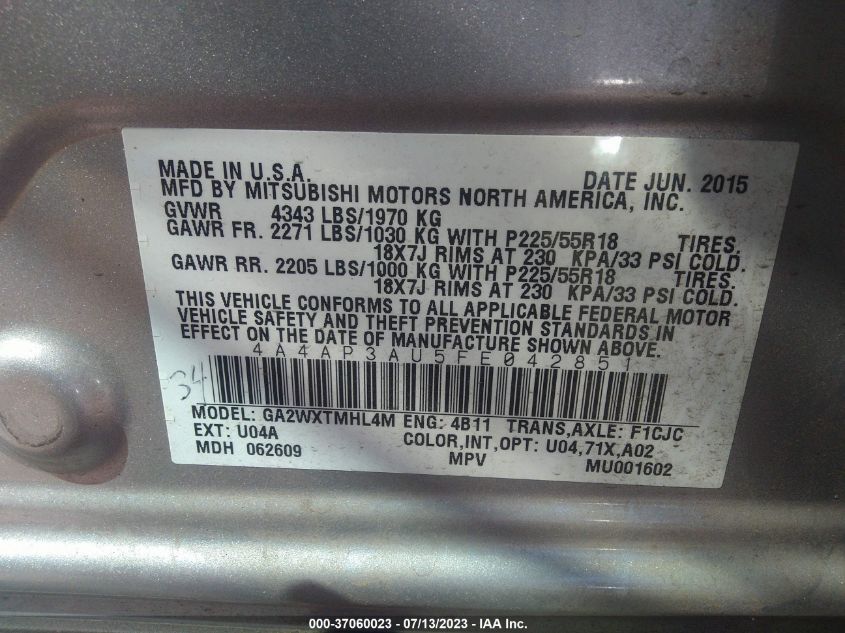 MADE IN U.S.A. DATE JUN. 2015
MFD BY MITSUBISHI MOTORS NORTH AMERICA, INC.
GVWR 4343 LBS/1970 KG
GAWR FR. 2271 LBS/1030 KG WITH P225/55R18 TIRES.
18X7J RIMS AT 230 KPA/33 PSI COLD.
GAWR RR. 2205 LBS/1000 KG WITH P225/55R18 TIRES.
18X7J RIMS AT 230 KPA/33 PSI COLD.
THIS VEHICLE CONFORMS TO ALL APPLICABLE FEDERAL MOTOR
VEHICLE SAFETY AND THEFT PREVENTION STANDARDS IN
EFFECT ON THE DATE OF MANUFACTURE SHOWN ABOVE.
4A4AP3AU5FE042851
34
MODEL: GA2WXTMHL4M ENG: 4B11 TRANS,AXLE: F1CJC
EXT: U04A COLOR,INT,OPT: U04,71X,A02
MDH 062609 MPV MU001602
000-37060023 - 07/13/2023 - IAA Inc.